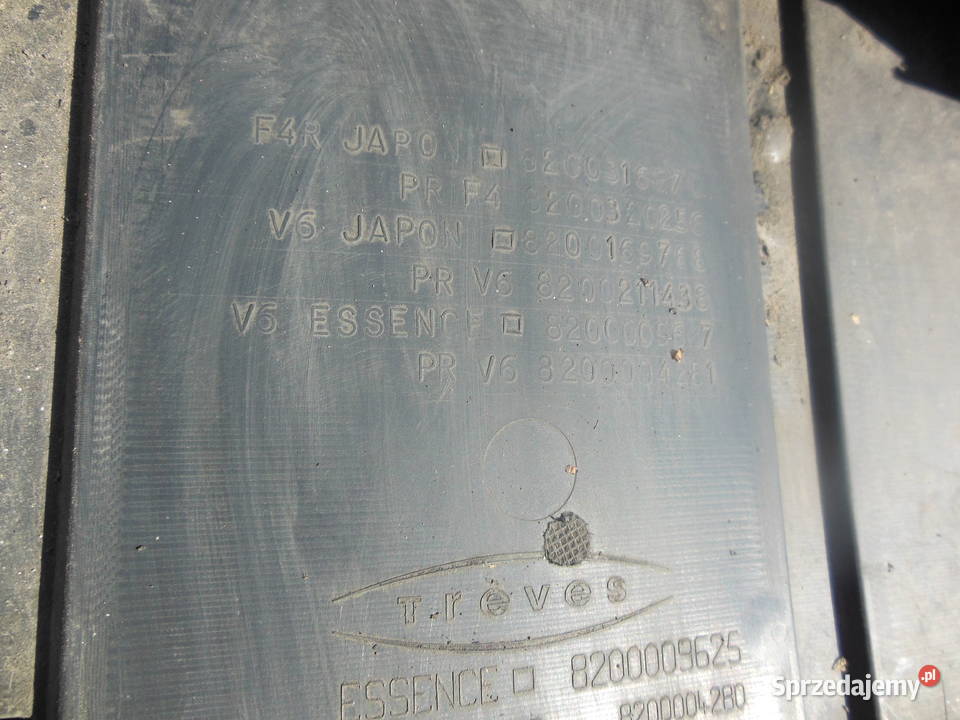 F4R JAPON
PR F4
V6 JAPON
PR V6 8200211438
V6 ESSENCE
PR V6 8200004281
Trèves
ESSENCE 8200009625
8200004280
Sprzedajemy.pl